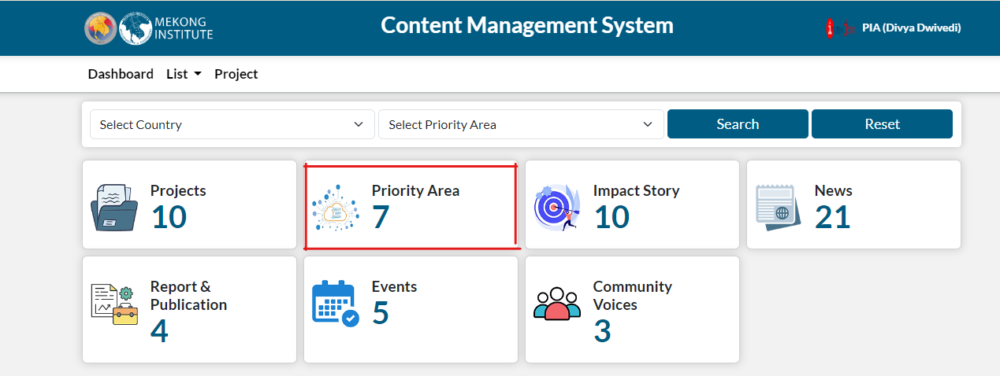 MEKONG
INSTITUTE
Content Management System
PIA (Divya Dwivedi)
Dashboard List Project
Select Country Select Priority Area Search Reset
Projects
10
Priority Area
7
Impact Story
10
News
21
Report &
Publication
4
Events
5
Community
Voices
3